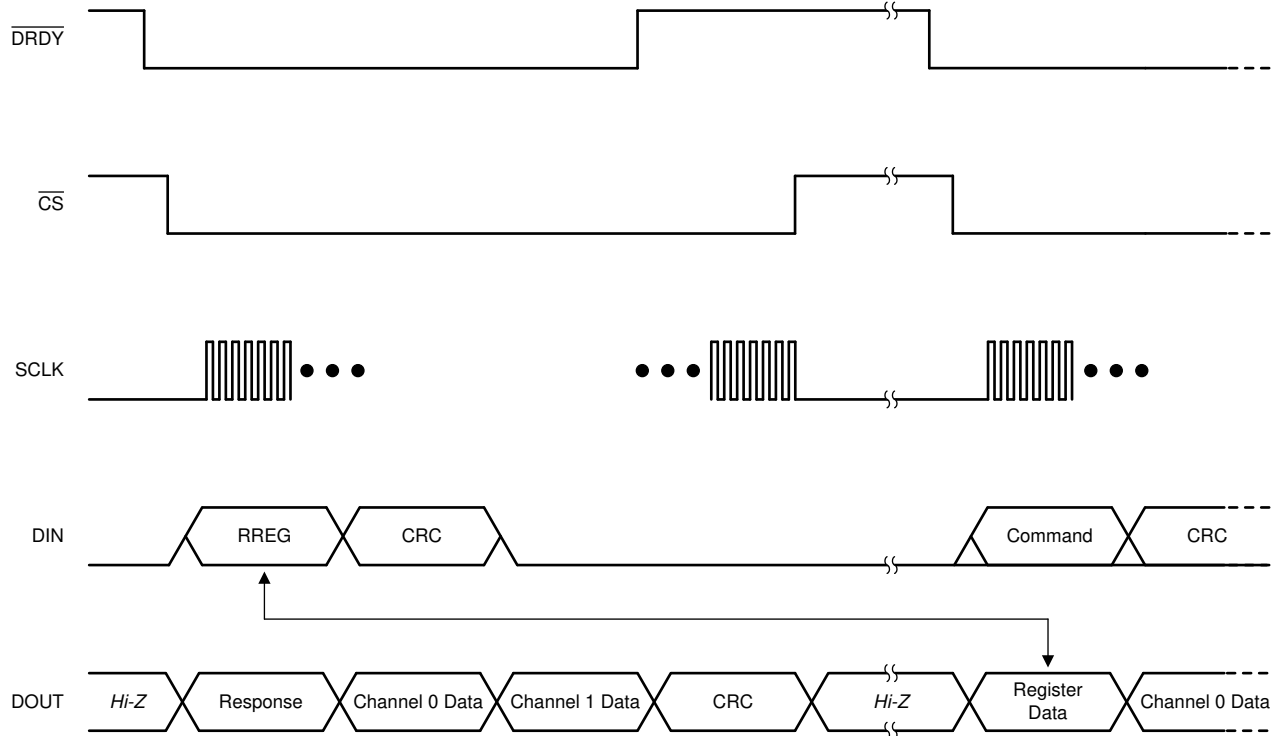 DRDY
CS
SCLK
DIN
RREG
CRC
Command
CRC
DOUT
Hi-Z
Response
Channel 0 Data
Channel 1 Data
CRC
Hi-Z
Register
Data
Channel 0 Data